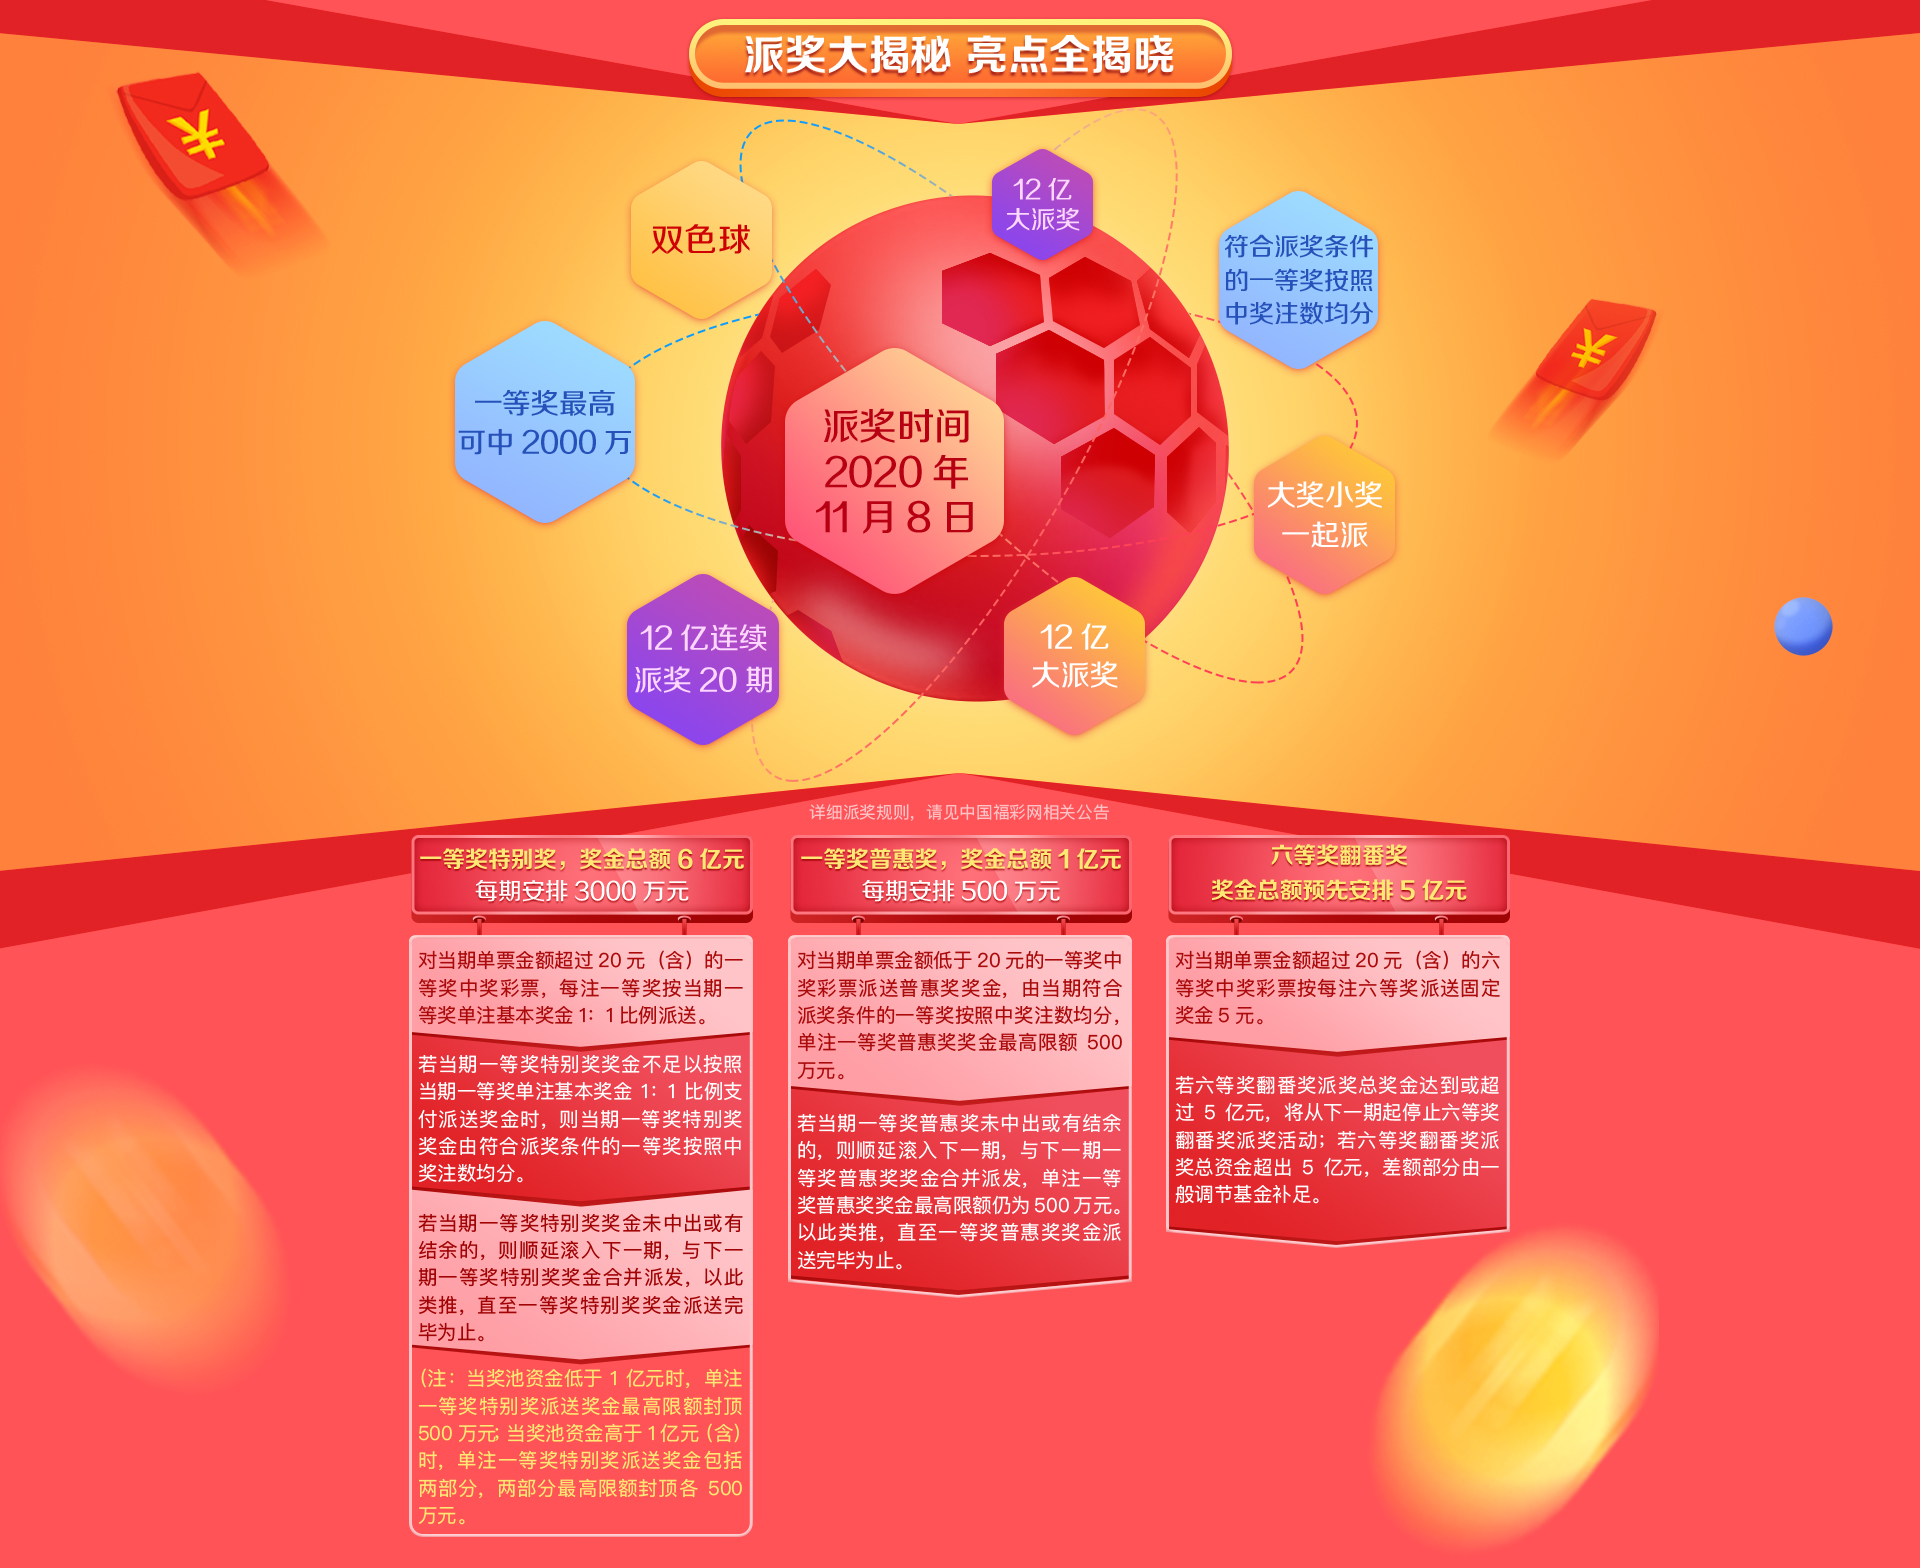 派奖大揭秘 亮点全揭晓
双色球
12 亿
大派奖
符合派奖条件
的一等奖按照
中奖注数均分
一等奖最高
可中 2000 万
派奖时间
2020 年
11 月 8 日
大奖小奖
一起派
12 亿连续
派奖 20 期
12 亿
大派奖
详细派奖规则，请见中国福彩网相关公告
一等奖特别奖，奖金总额 6 亿元
每期安排 3000 万元
对当期单票金额超过 20 元（含）的一
等奖中奖彩票，每注一等奖按当期一
等奖单注基本奖金 1：1 比例派送。
若当期一等奖特别奖奖金不足以按照
当期一等奖单注基本奖金 1：1 比例支
付派送奖金时，则当期一等奖特别奖
奖金由符合派奖条件的一等奖按照中
奖注数均分。
若当期一等奖特别奖奖金未中出或有
结余的，则顺延滚入下一期，与下一
期一等奖特别奖奖金合并派发，以此
类推，直至一等奖特别奖奖金派送完
毕为止。
（注：当奖池资金低于 1 亿元时，单注
一等奖特别奖派送奖金最高限额封顶
500 万元；当奖池资金高于 1 亿元（含）
时，单注一等奖特别奖派送奖金包括
两部分，两部分最高限额封顶各 500
万元。
一等奖普惠奖，奖金总额 1 亿元
每期安排 500 万元
对当期单票金额低于 20 元的一等奖中
奖彩票派送普惠奖奖金，由当期符合
派奖条件的一等奖按照中奖注数均分，
单注一等奖普惠奖奖金最高限额 500
万元。
若当期一等奖普惠奖未中出或有结余
的，则顺延滚入下一期，与下一期一
等奖普惠奖奖金合并派发，单注一等
奖普惠奖奖金最高限额仍为 500 万元。
以此类推，直至一等奖普惠奖奖金派
送完毕为止。
六等奖翻番奖
奖金总额预先安排 5 亿元
对当期单票金额超过 20 元（含）的六
等奖中奖彩票按每注六等奖派送固定
奖金 5 元。
若六等奖翻番奖派奖总奖金达到或超
过 5 亿元，将从下一期起停止六等奖
翻番奖派奖活动；若六等奖翻番奖派
奖总资金超出 5 亿元，差额部分由一
般调节基金补足。